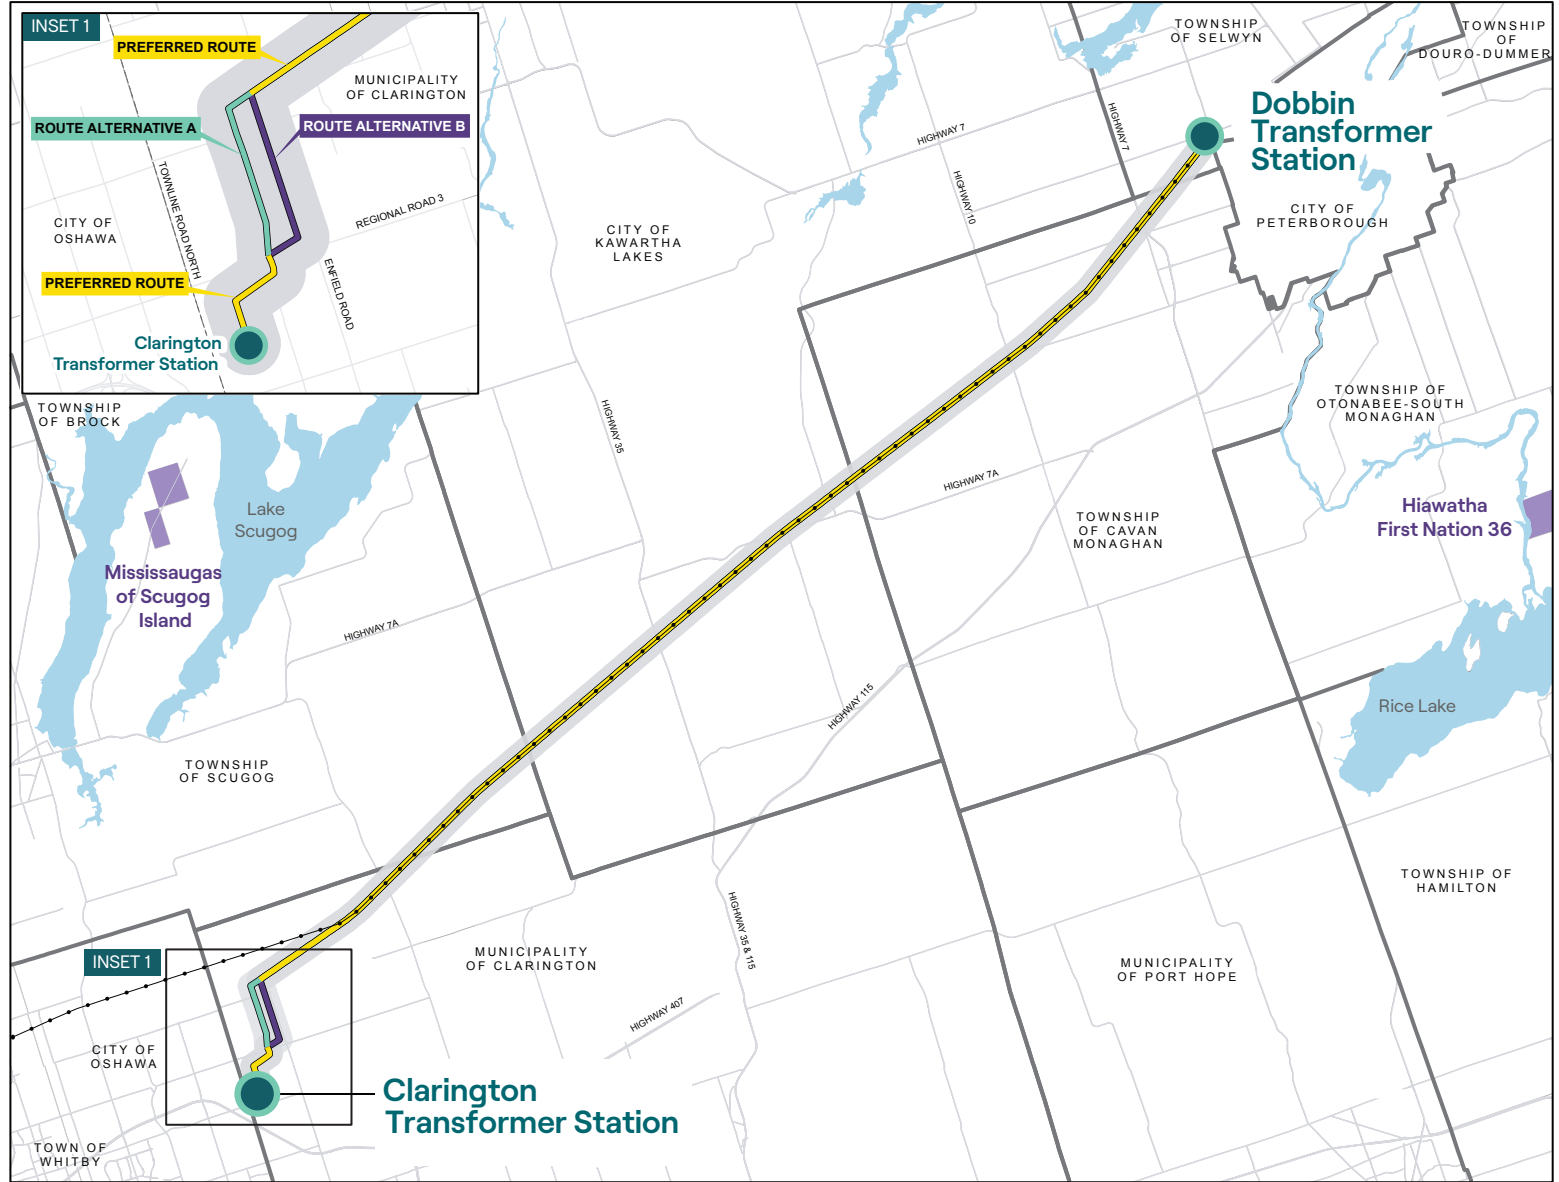 INSET 1
PREFERRED ROUTE
MUNICIPALITY
OF CLARINGTON
ROUTE ALTERNATIVE A
ROUTE ALTERNATIVE B
TOWNLINE ROAD NORTH
REGIONAL ROAD 3
CITY OF
OSHAWA
ENFIELD ROAD
PREFERRED ROUTE
Clarington
Transformer Station
TOWNSHIP
OF SELWYN
TOWNSHIP
OF
DOURO-DUMMER
Dobbin
Transformer
Station
HIGHWAY 7
HIGHWAY 7
HIGHWAY 10
CITY OF
PETERBOROUGH
CITY OF
KAWARTHA
LAKES
TOWNSHIP OF
OTONABEE-SOUTH
MONAGHAN
TOWNSHIP
OF BROCK
HIGHWAY 35
HIGHWAY 7A
Lake
Scugog
Hiawatha
First Nation 36
TOWNSHIP
OF CAVAN
MONAGHAN
Mississaugas
of Scugog
Island
HIGHWAY 7A
HIGHWAY 115
Rice Lake
TOWNSHIP
OF SCUGOG
TOWNSHIP OF
HAMILTON
HIGHWAY 35 & 115
INSET 1
MUNICIPALITY
OF CLARINGTON
MUNICIPALITY
OF PORT HOPE
HIGHWAY 407
CITY OF
OSHAWA
Clarington
Transformer Station
TOWN OF
WHITBY